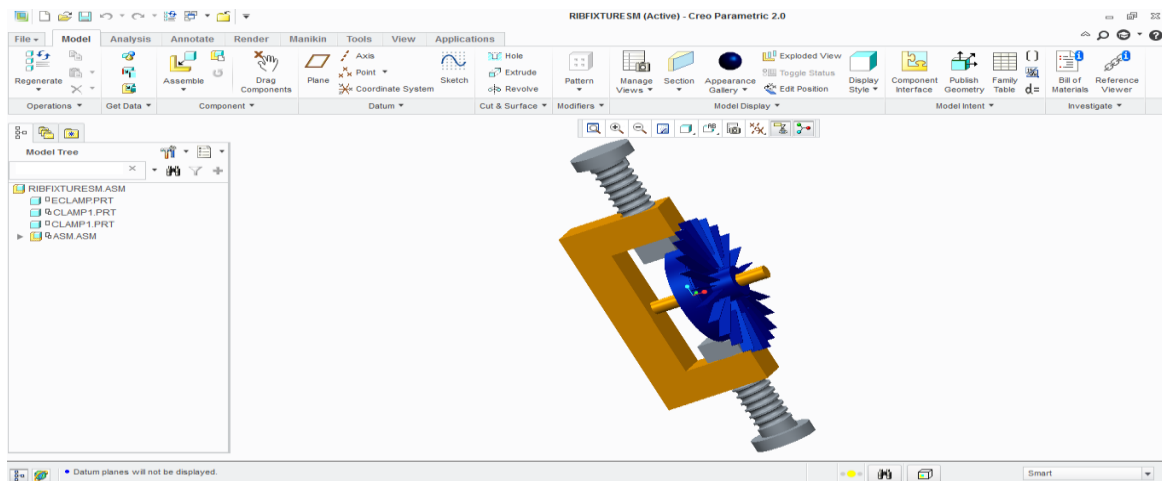 RIBFIXTURESM (Active) - Creo Parametric 2.0
File Model Analysis Annotate Render Manikin Tools View Applications
Regenerate
Assemble
Drag Components
Plane
Axis
Point
Coordinate System
Sketch
Hole
Extrude
Revolve
Pattern
Manage Views
Section
Appearance Gallery
Exploded View
Toggle Status
Edit Position
Display Style
Component Interface
Publish Geometry
Family Table
d=
Bill of Materials
Reference Viewer
Operations Get Data Component Datum Cut & Surface Modifiers Model Display Model Intent Investigate
Model Tree
RIBFIXTURESM.ASM
ECLAMP.PRT
CLAMP1.PRT
CLAMP1.PRT
ASM.ASM
Datum planes will not be displayed.
Smart